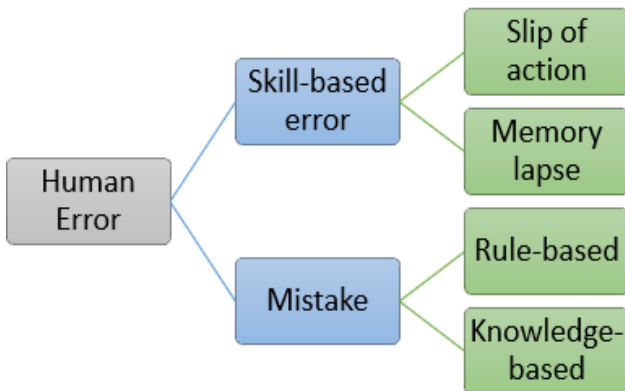 Human
Error
Skill-based
error
Slip of
action
Memory
lapse
Mistake
Rule-based
Knowledge-
based